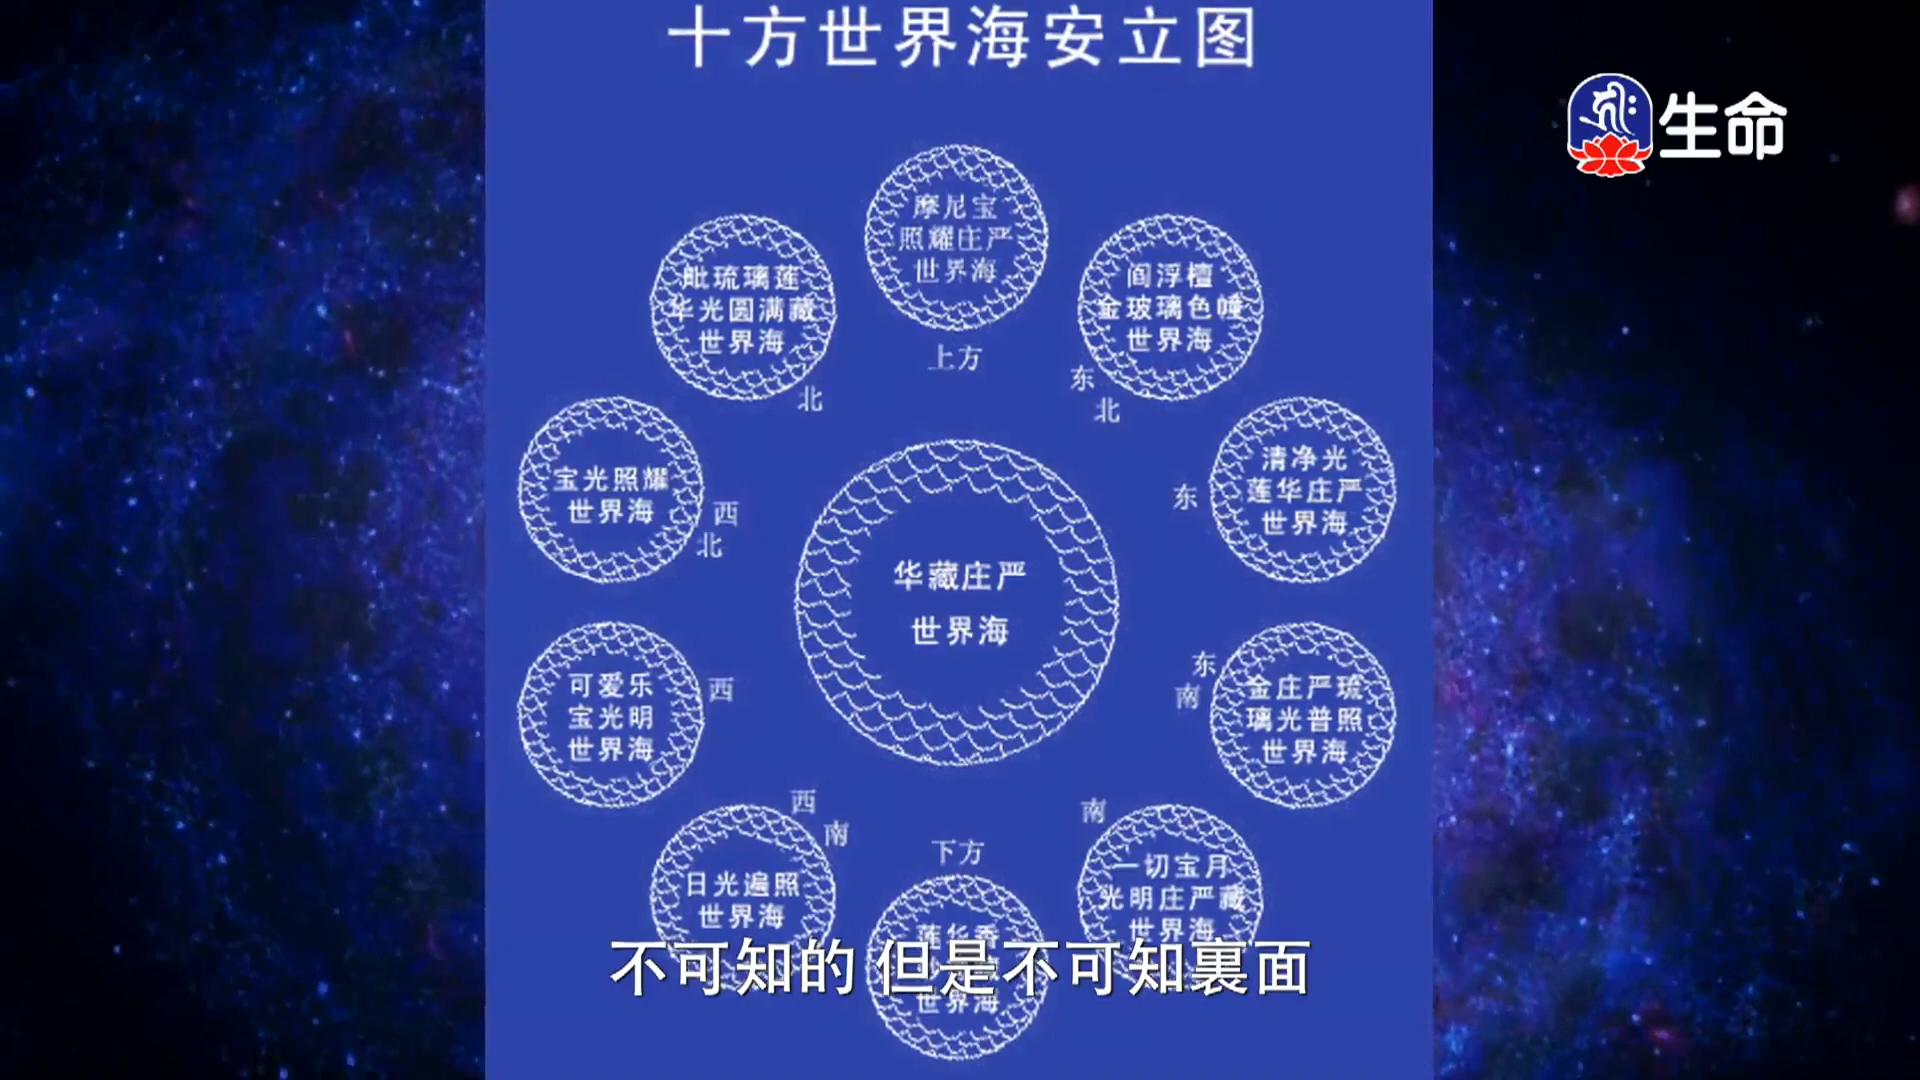 十方世界海安立图
生命
摩尼宝
照耀庄严
世界海
上方
毗琉璃莲
华光圆满藏
世界海
北
阎浮檀
金玻璃色幢
世界海
东
北
宝光照耀
世界海
西
北
清净光
莲华庄严
世界海
东
华藏庄严
世界海
可爱乐
宝光明
世界海
西
东
南
金庄严琉
璃光普照
世界海
西
南
日光遍照
世界海
下方
莲华香
世界海
南
一切宝月
光明庄严藏
世界海
不可知的 但是不可知裏面